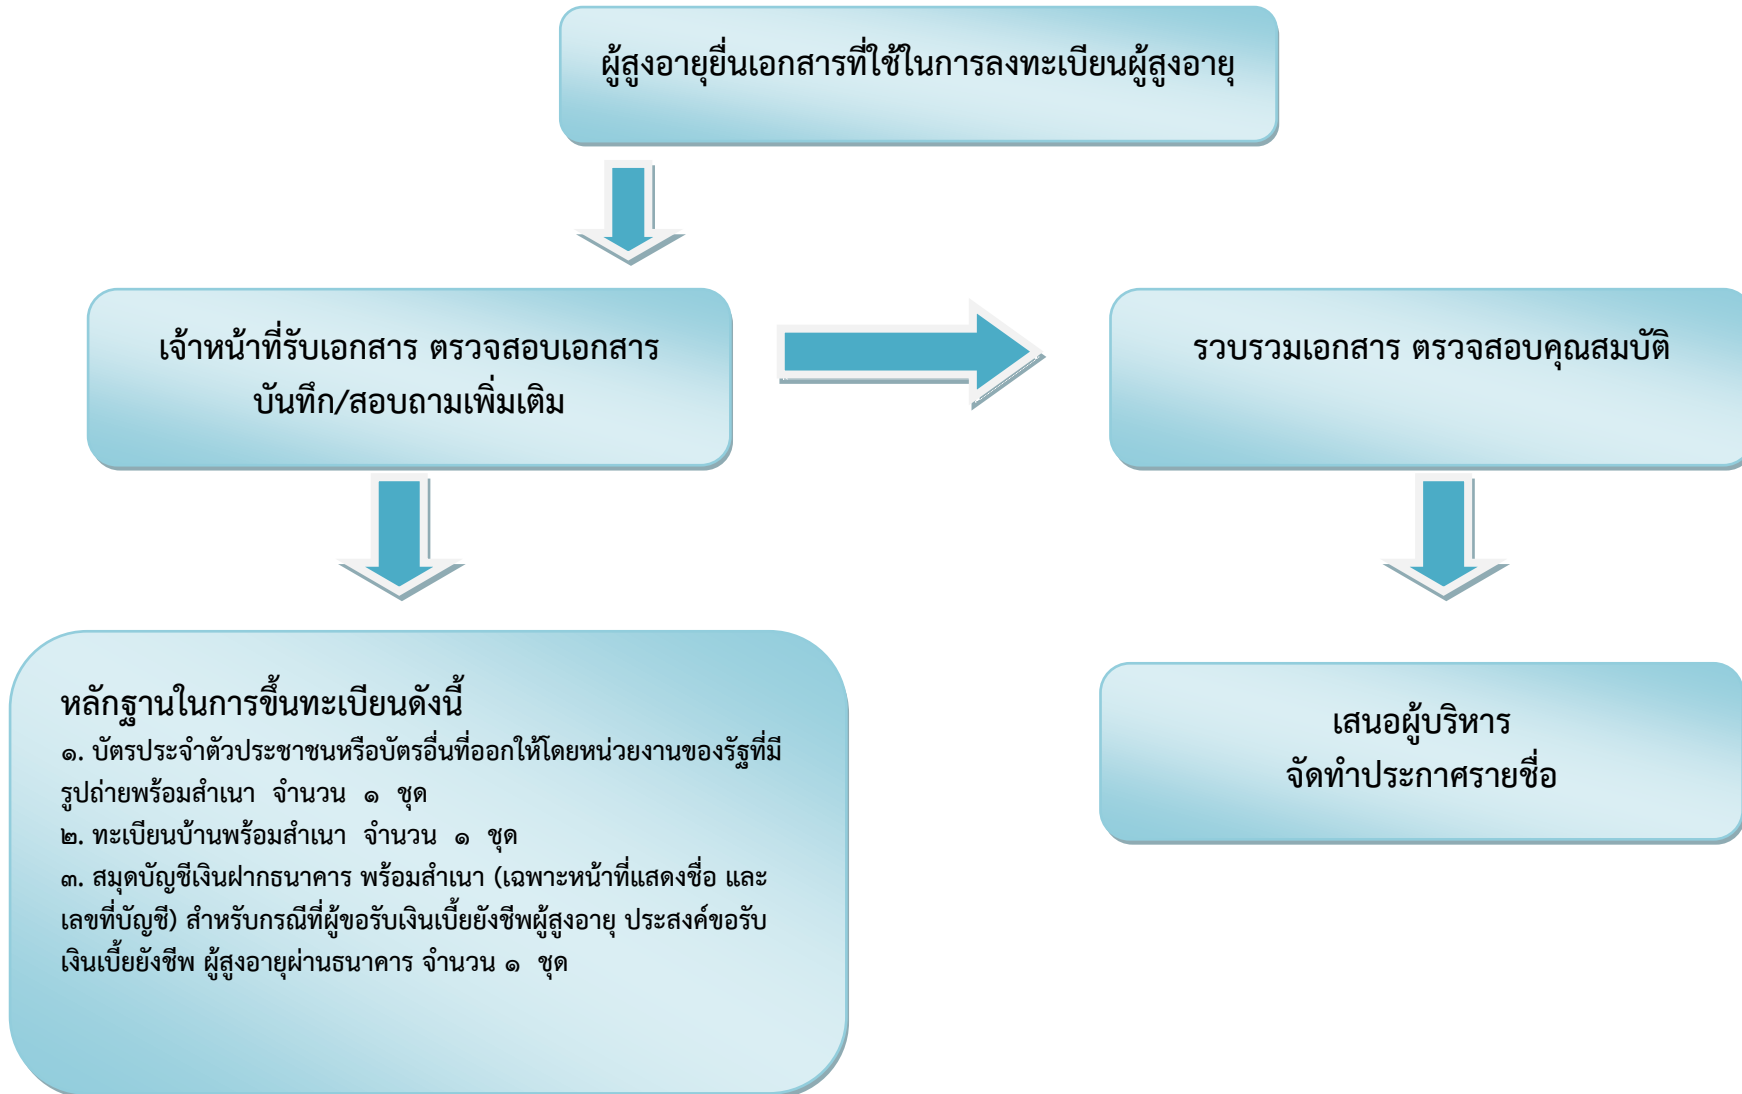 ผู้สูงอายุยื่นเอกสารที่ใช้ในการลงทะเบียนผู้สูงอายุ
เจ้าหน้าที่รับเอกสาร ตรวจสอบเอกสาร
บันทึก/สอบถามเพิ่มเติม
รวบรวมเอกสาร ตรวจสอบคุณสมบัติ
หลักฐานในการขึ้นทะเบียนดังนี้
๑. บัตรประจำตัวประชาชนหรือบัตรอื่นที่ออกให้โดยหน่วยงานของรัฐที่มี
รูปถ่ายพร้อมสำเนา จำนวน ๑ ชุด
๒. ทะเบียนบ้านพร้อมสำเนา จำนวน ๑ ชุด
๓. สมุดบัญชีเงินฝากธนาคาร พร้อมสำเนา (เฉพาะหน้าที่แสดงชื่อ และ
เลขที่บัญชี) สำหรับกรณีที่ผู้ขอรับเงินเบี้ยยังชีพผู้สูงอายุ ประสงค์ขอรับ
เงินเบี้ยยังชีพ ผู้สูงอายุผ่านธนาคาร จำนวน ๑ ชุด
เสนอผู้บริหาร
จัดทำประกาศรายชื่อ